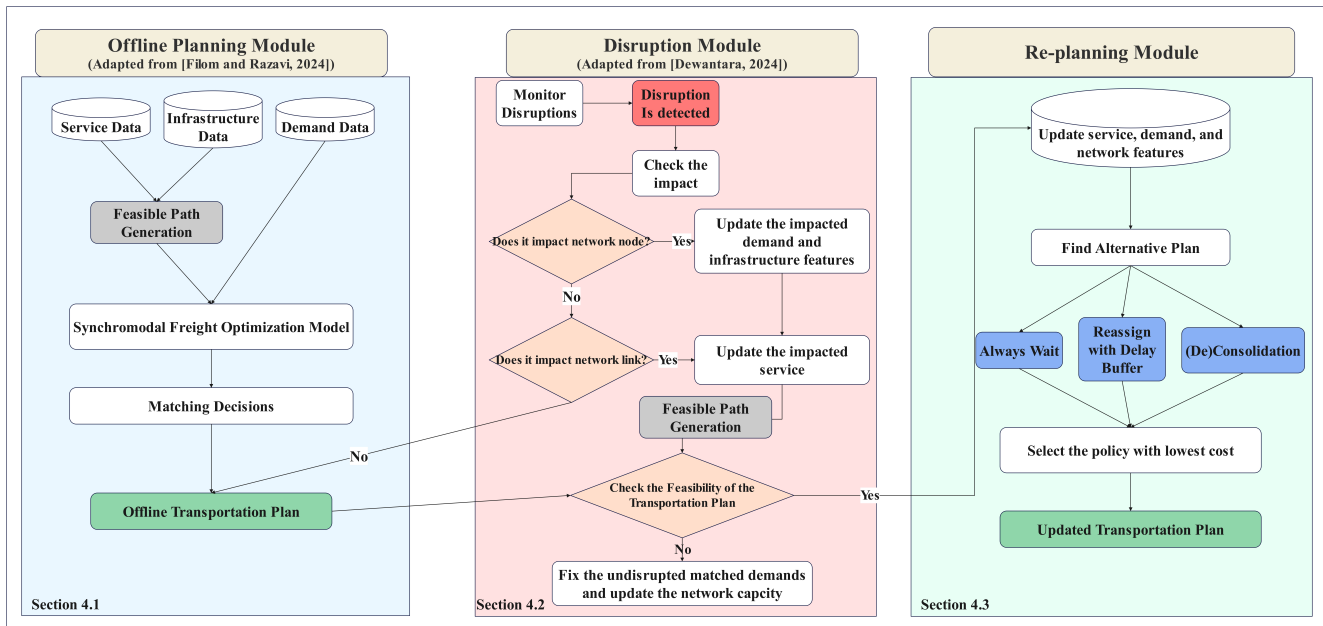 Offline Planning Module
(Adapted from [Filom and Razavi, 2024])
Service Data
Infrastructure
Data
Demand Data
Feasible Path
Generation
Synchromodal Freight Optimization Model
Matching Decisions
No
Offline Transportation Plan
Section 4.1
Disruption Module
(Adapted from [Dewantara, 2024])
Monitor
Disruptions
Disruption
Is detected
Check the
impact
Does it impact network node?
Yes
Update the impacted
demand and
infrastructure features
No
Does it impact network link?
Yes
Update the impacted
service
Feasible Path
Generation
Check the Feasibility of the
Transportation Plan
Yes
No
Fix the undisrupted matched demands
and update the network capcity
Section 4.2
Re-planning Module
Update service, demand, and
network features
Find Alternative Plan
Always Wait
Reassign
with Delay
Buffer
(De)Consolidation
Select the policy with lowest cost
Updated Transportation Plan
Section 4.3